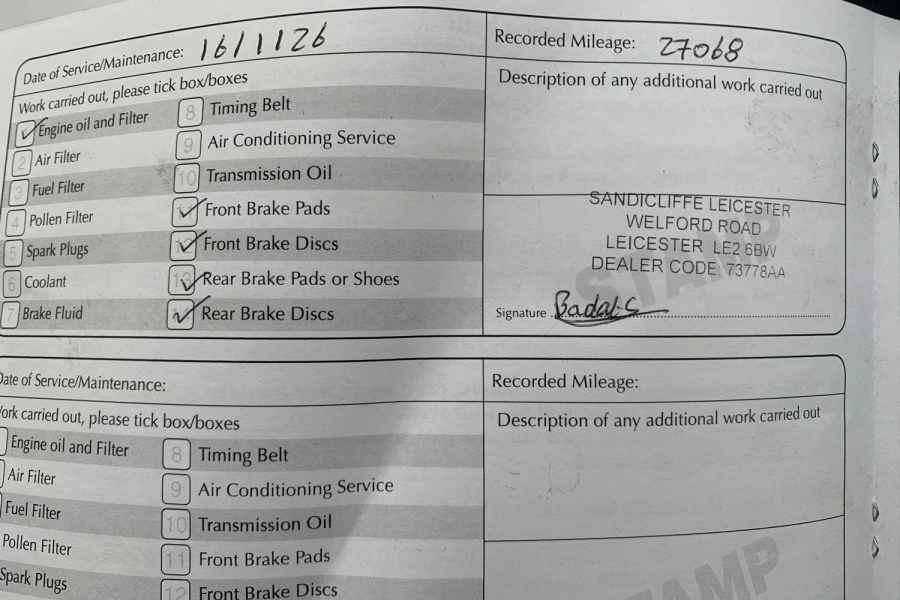 Date of Service/Maintenance: 16/1/26
Recorded Mileage: 27068
Work carried out, please tick box/boxes
Description of any additional work carried out
Engine oil and Filter
8 Timing Belt
2 Air Filter
9 Air Conditioning Service
3 Fuel Filter
10 Transmission Oil
4 Pollen Filter
Front Brake Pads
5 Spark Plugs
Front Brake Discs
6 Coolant
13 Rear Brake Pads or Shoes
7 Brake Fluid
Rear Brake Discs
SANDICLIFFE LEICESTER
WELFORD ROAD
LEICESTER LE2 6BW
DEALER CODE 73778AA
STAMP
Signature Badal.S
Date of Service/Maintenance:
Recorded Mileage:
Work carried out, please tick box/boxes
Description of any additional work carried out
Engine oil and Filter
8 Timing Belt
Air Filter
9 Air Conditioning Service
Fuel Filter
10 Transmission Oil
Pollen Filter
11 Front Brake Pads
Spark Plugs
12 Front Brake Discs
STAMP